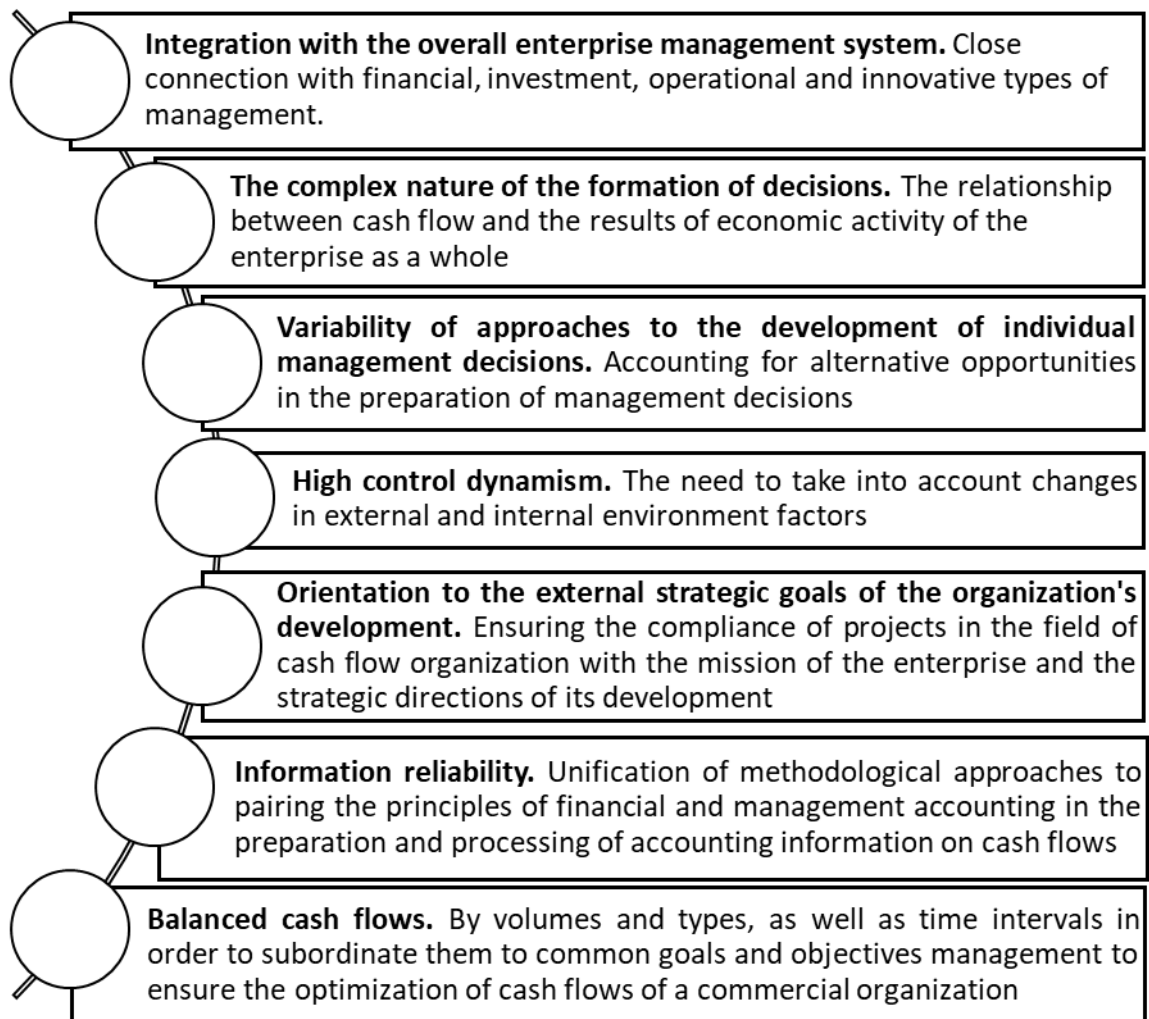 Integration with the overall enterprise management system. Close
connection with financial, investment, operational and innovative types of
management.
The complex nature of the formation of decisions. The relationship
between cash flow and the results of economic activity of the
enterprise as a whole
Variability of approaches to the development of individual
management decisions. Accounting for alternative opportunities
in the preparation of management decisions
High control dynamism. The need to take into account changes
in external and internal environment factors
Orientation to the external strategic goals of the organization's
development. Ensuring the compliance of projects in the field of
cash flow organization with the mission of the enterprise and the
strategic directions of its development
Information reliability. Unification of methodological approaches to
pairing the principles of financial and management accounting in the
preparation and processing of accounting information on cash flows
Balanced cash flows. By volumes and types, as well as time intervals in
order to subordinate them to common goals and objectives management to
ensure the optimization of cash flows of a commercial organization